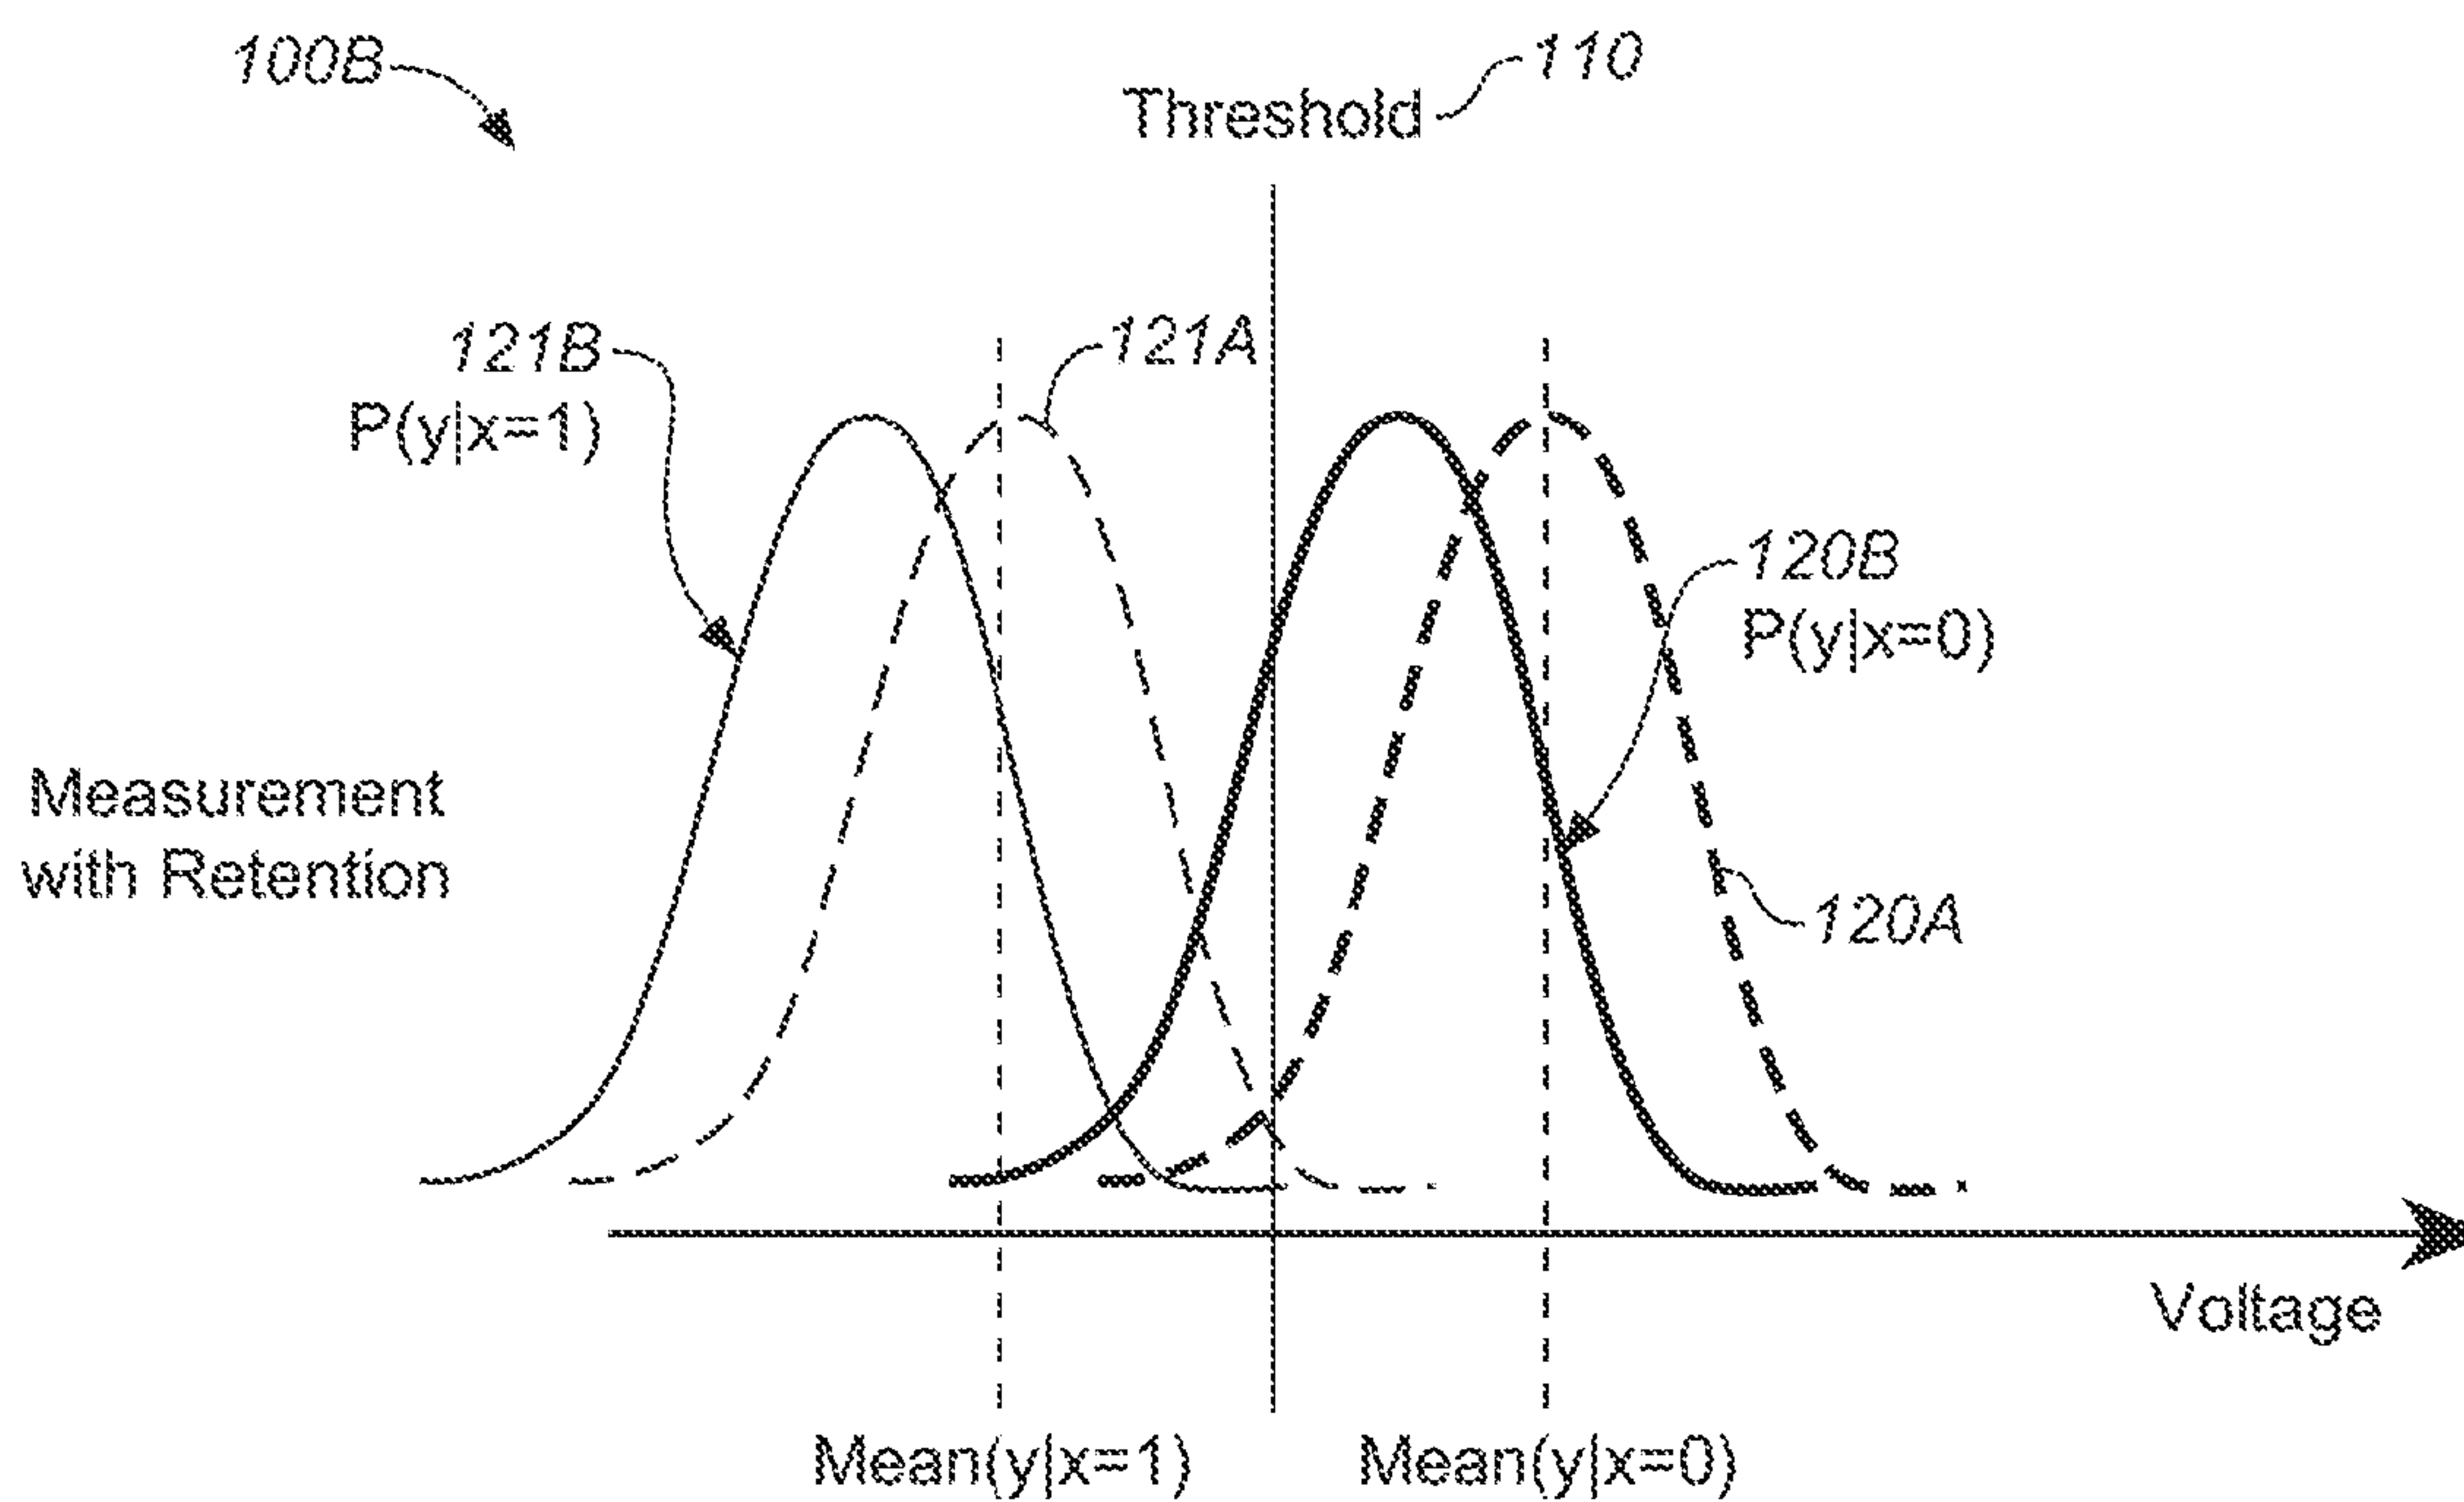 100B
110
Threshold
121B
P(y|x=1)
121A
120B
P(y|x=0)
Measurement
with Retention
120A
Voltage
Mean(y|x=1)
Mean(y|x=0)